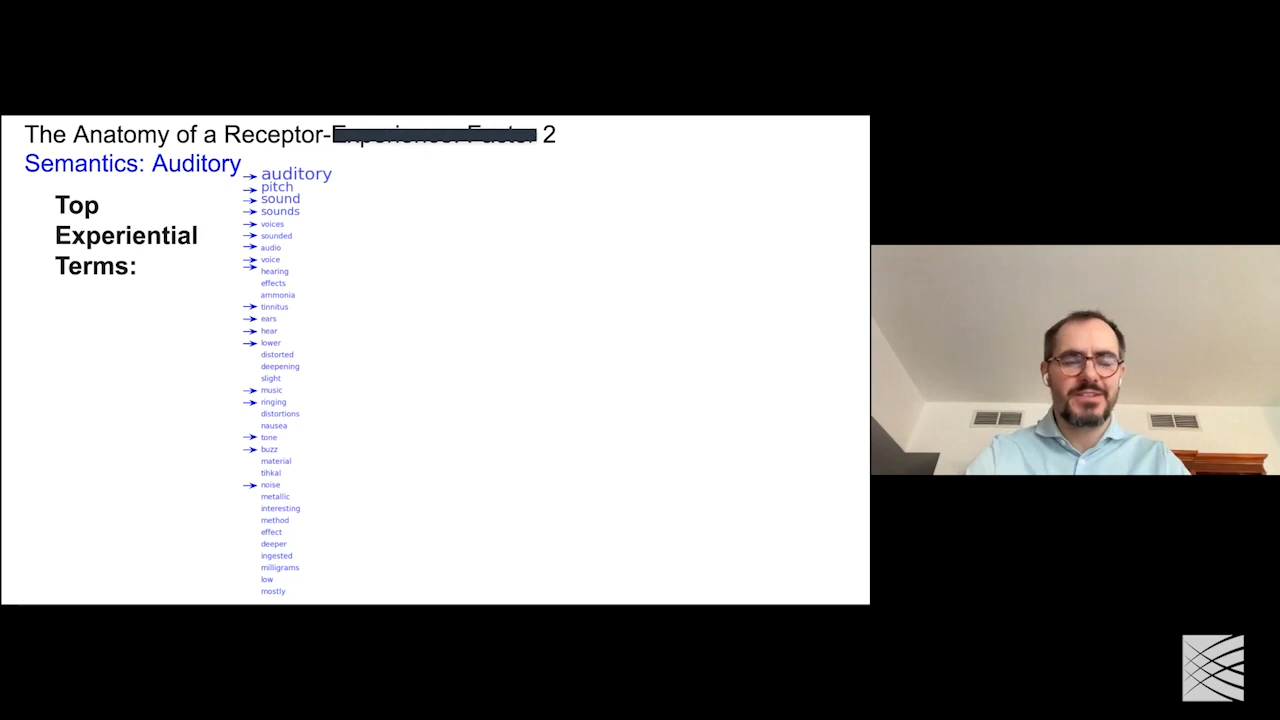 The Anatomy of a Receptor- 2
Semantics: Auditory
Top
Experiential
Terms:
auditory
pitch
sound
sounds
voices
sounded
audio
voice
hearing
effects
ammonia
tinnitus
ears
hear
lower
distorted
deepening
slight
music
ringing
distortions
nausea
tone
buzz
material
tihkal
noise
metallic
interesting
method
effect
deeper
ingested
milligrams
low
mostly